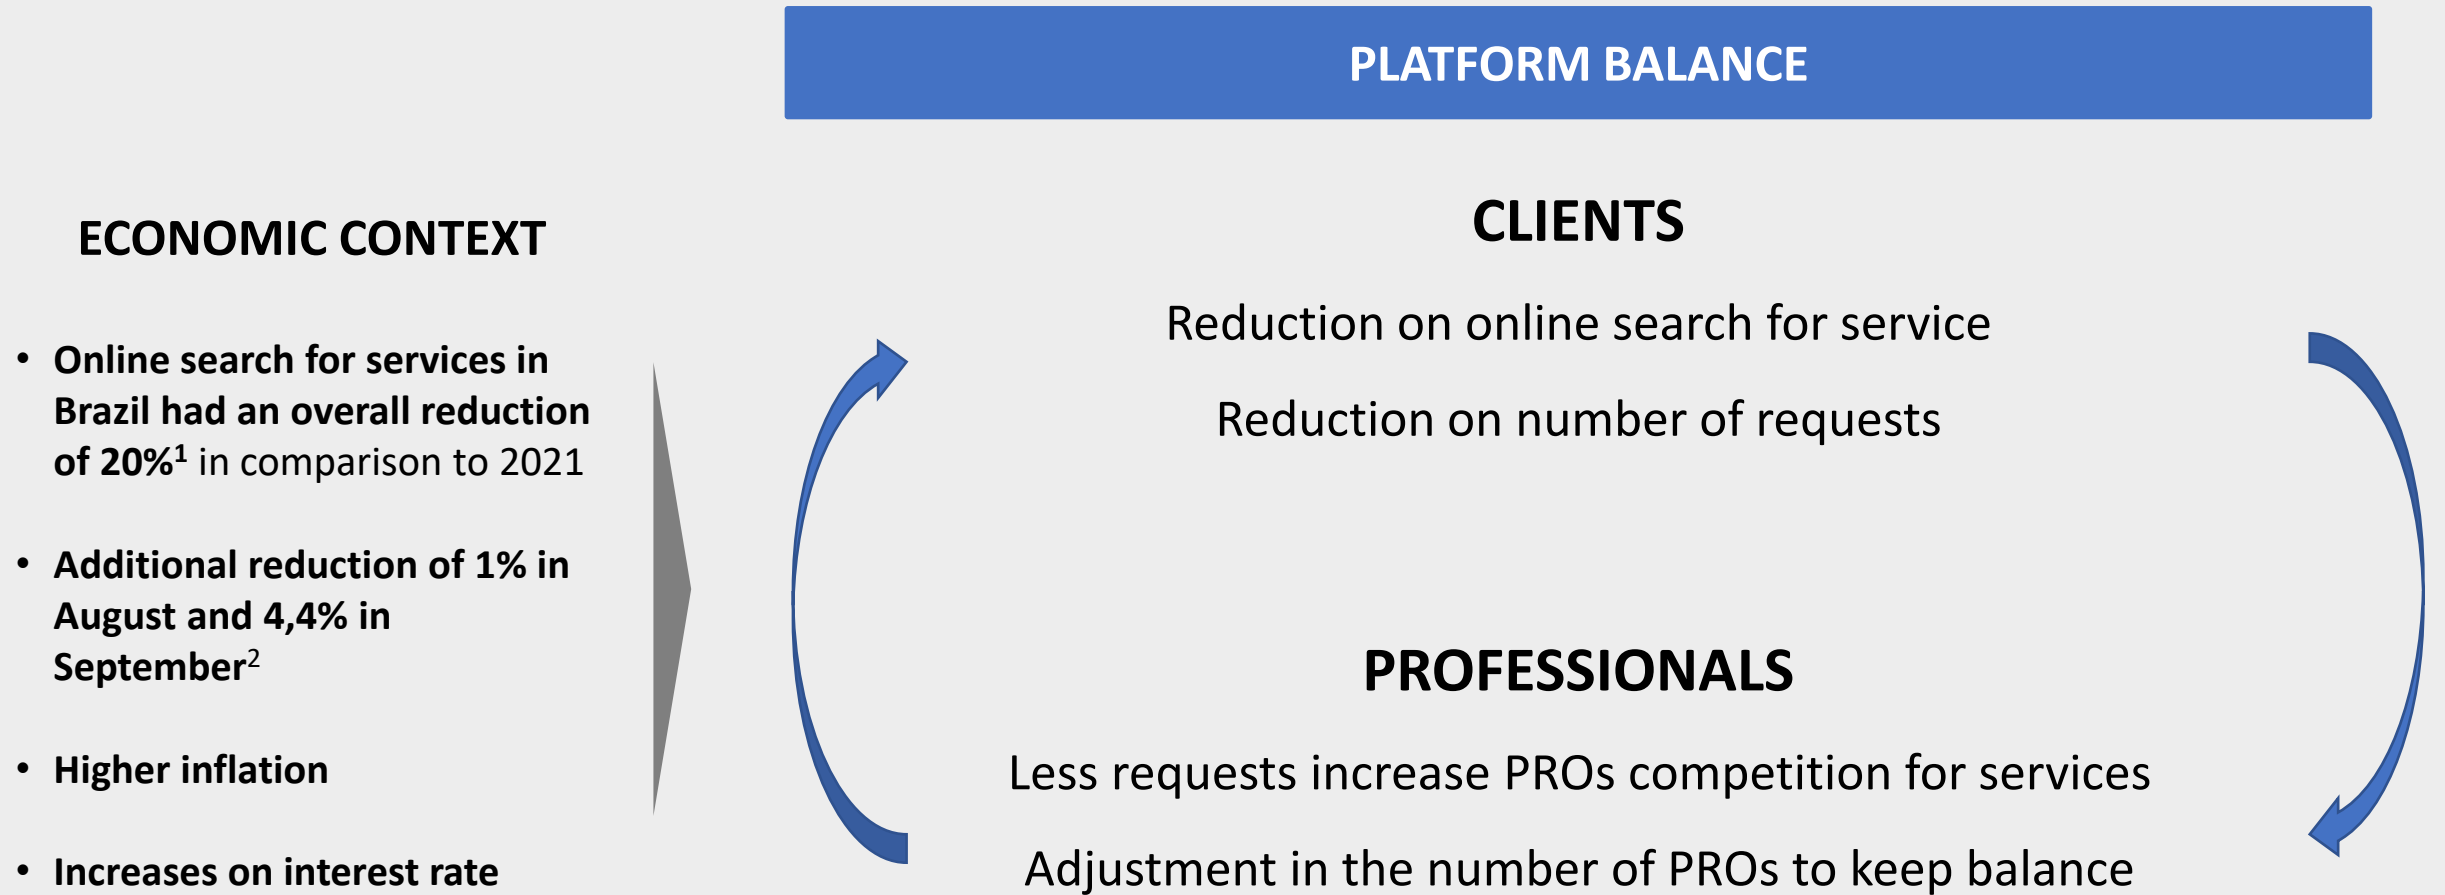 PLATFORM BALANCE
ECONOMIC CONTEXT
• Online search for services in
Brazil had an overall reduction
of 20%¹ in comparison to 2021
• Additional reduction of 1% in
August and 4,4% in
September²
• Higher inflation
• Increases on interest rate
CLIENTS
Reduction on online search for service
Reduction on number of requests
PROFESSIONALS
Less requests increase PROs competition for services
Adjustment in the number of PROs to keep balance